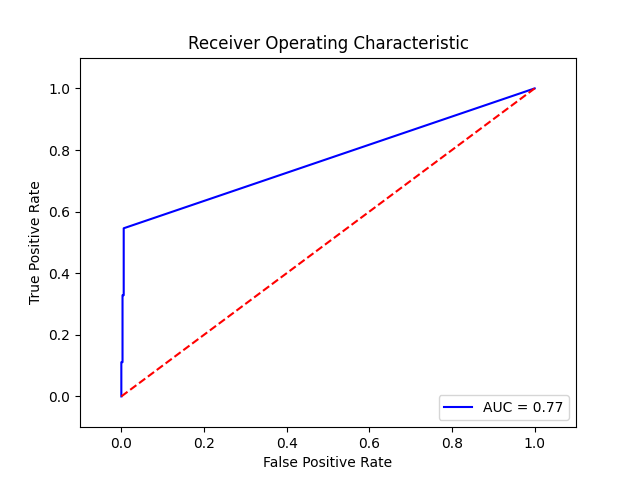 Receiver Operating Characteristic
True Positive Rate
1.0
0.8
0.6
0.4
0.2
0.0
0.0 0.2 0.4 0.6 0.8 1.0
False Positive Rate
AUC = 0.77